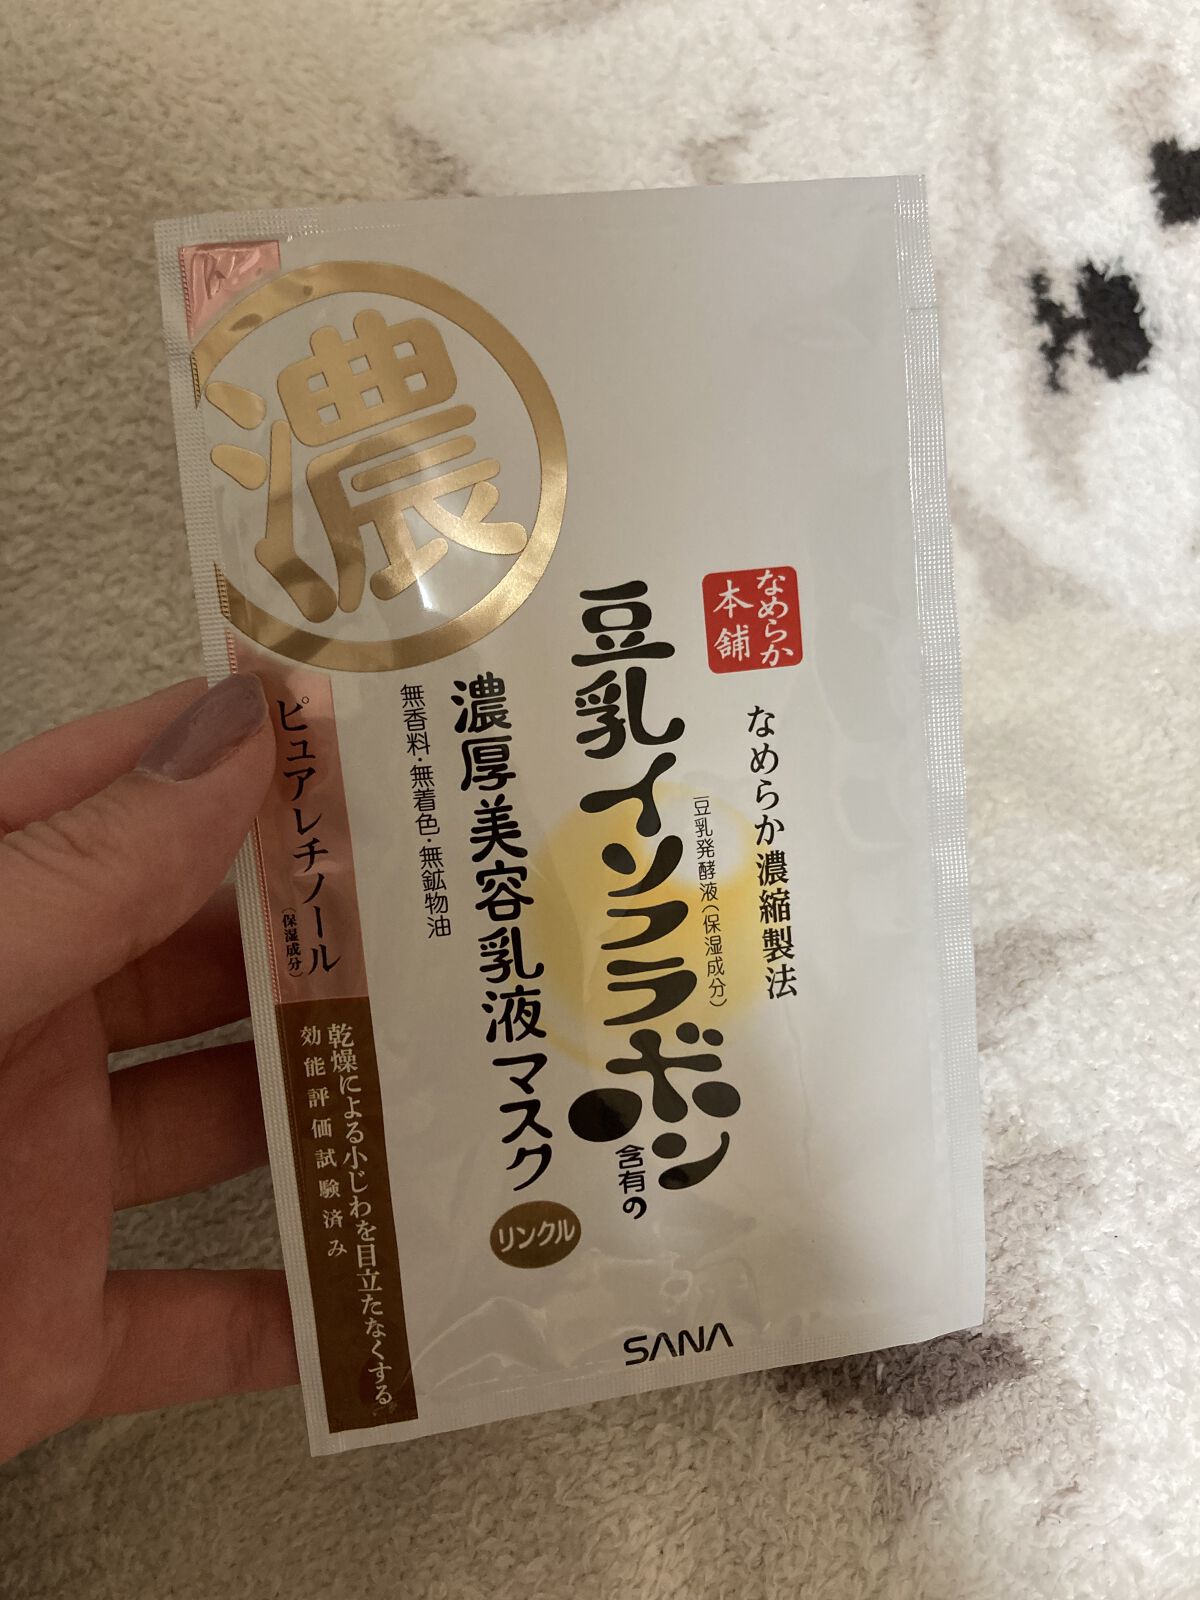 濃
なめらか
本舗
なめらか濃縮製法
豆乳イソフラボン
含有の
豆乳発酵液(保湿成分)
濃厚美容乳液マスク
リンクル
無香料・無着色・無鉱物油
ピュアレチノール
(保湿成分)
乾燥による小じわを目立たなくする
効能評価試験済み
SANA